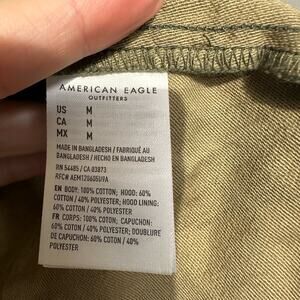 AMERICAN EAGLE
OUTFITTERS
US M
CA M
MX M
MADE IN BANGLADESH / FABRIQUÉ AU
BANGLADESH / HECHO EN BANGLADESH
RN 54485 / CA 03873
RFC# AEM120605U9A
EN BODY: 100% COTTON; HOOD: 60%
COTTON / 40% POLYESTER; HOOD LINING:
60% COTTON / 40% POLYESTER
FR: CORPS: 100% COTON; CAPUCHON:
60% COTON / 40% POLYESTER; DOUBLURE
DE CAPUCHON: 60% COTON / 40%
POLYESTER